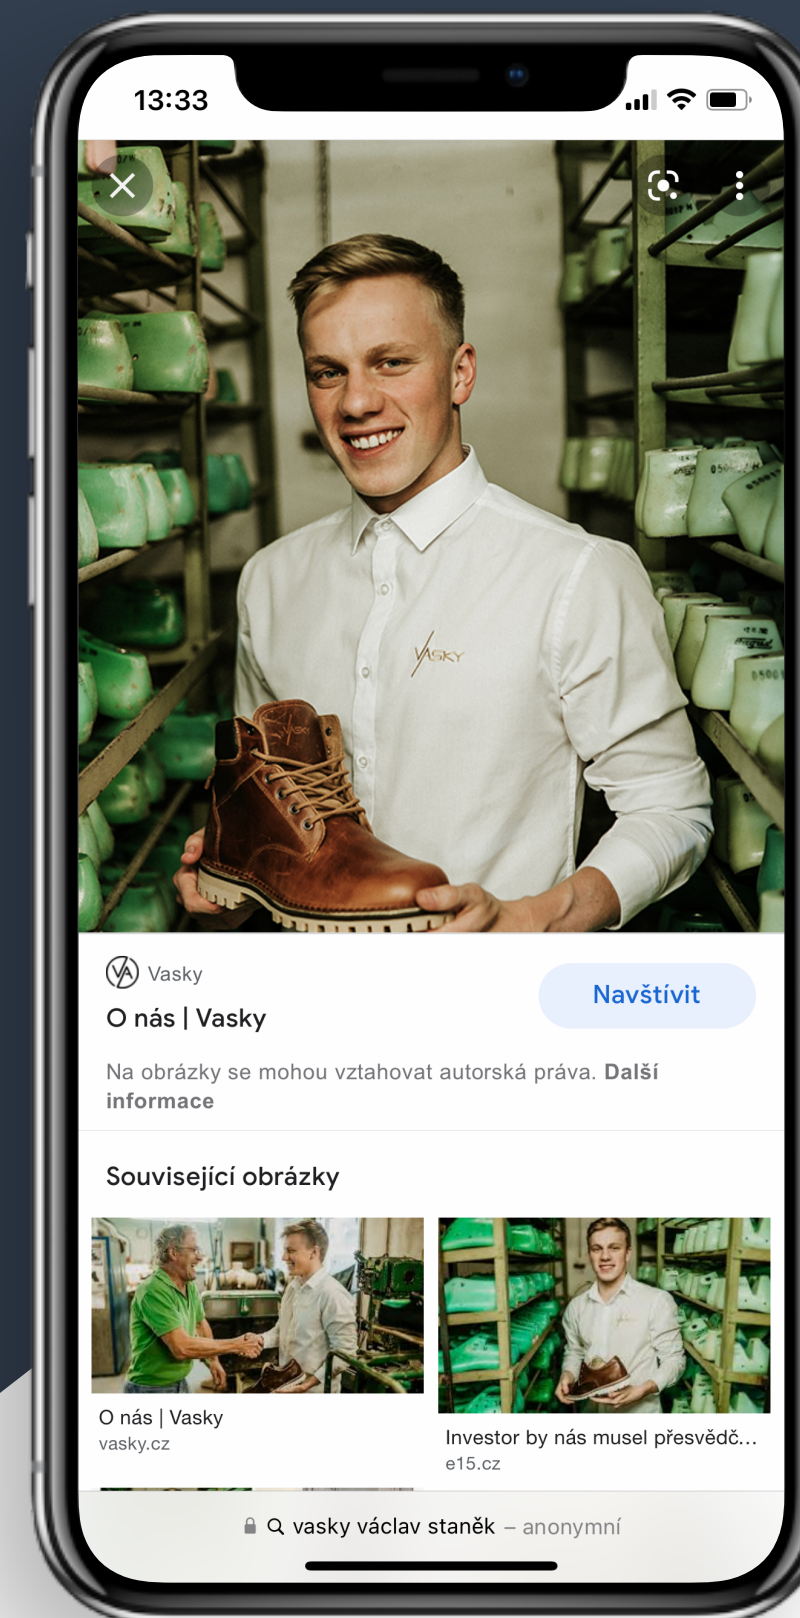 13:33
VASKY
VASKY
Vasky
O nás | Vasky
Navštívit
Na obrázky se mohou vztahovat autorská práva. Další
informace
Související obrázky
O nás | Vasky
vasky.cz
Investor by nás musel přesvědč...
e15.cz
vasky václav staněk – anonymní